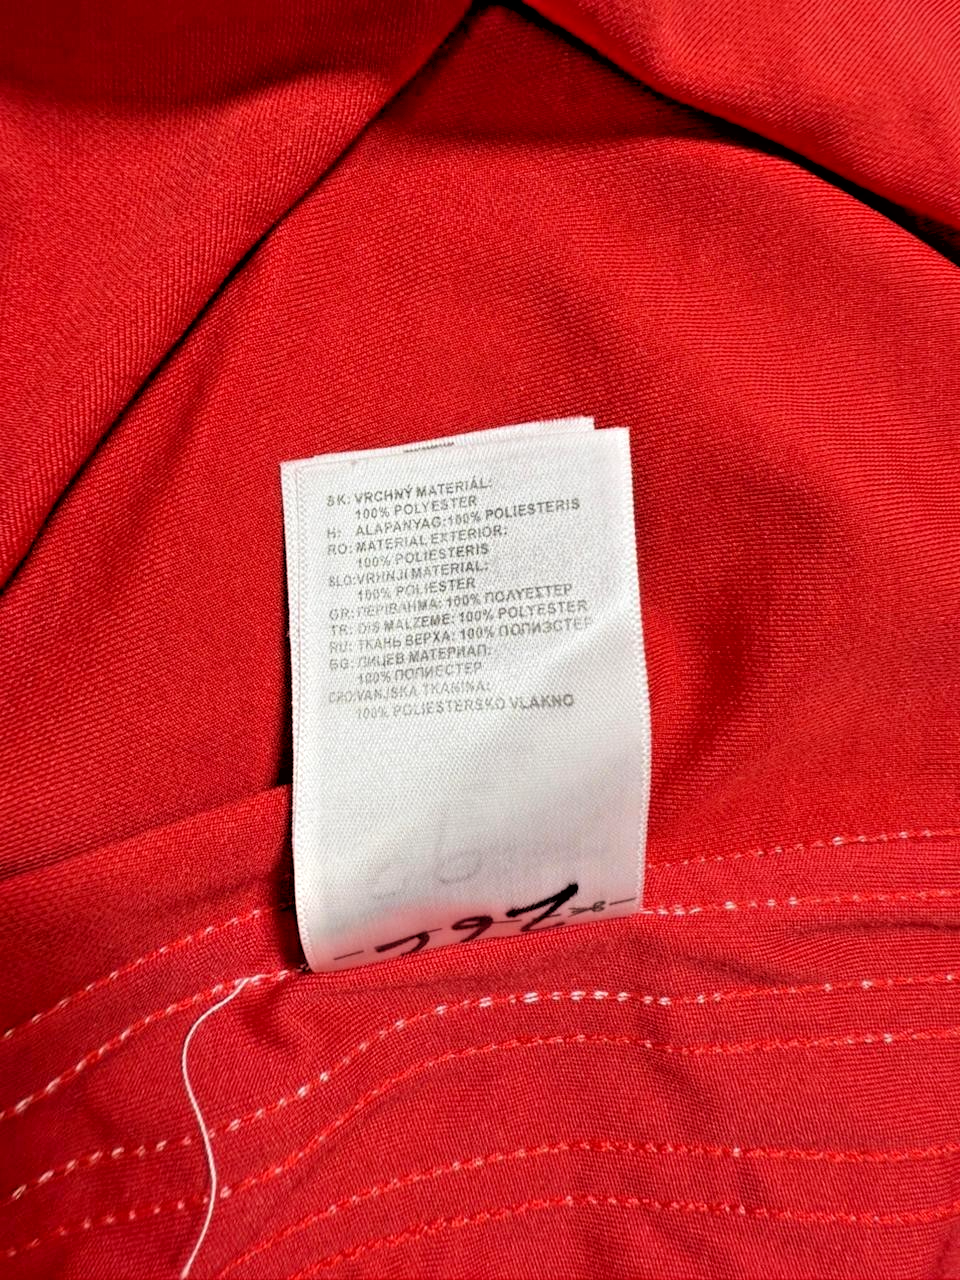 SK: VRCHNÝ MATERIÁL:
100% POLYESTER
H: ALAPANYAG:100% POLIESTERIS
RO: MATERIAL EXTERIOR:
100% POLIESTERIS
SLO: VRHNJI MATERIAL:
100% POLIESTER
GR: ΠΕΡΙΒΛΗΜΑ: 100% ΠΟΛΥΕΣΤΕΡ
TR: DIŞ MALZEME: 100% POLYESTER
RU: ТКАНЬ ВЕРХА: 100% ПОЛИЭСТЕР
BG: ЛИЦЕВ МАТЕРИАЛ:
100% ПОЛИЕСТЕР
CRO: VANJSKA TKANINA:
100% POLIESTERSKO VLAKNO